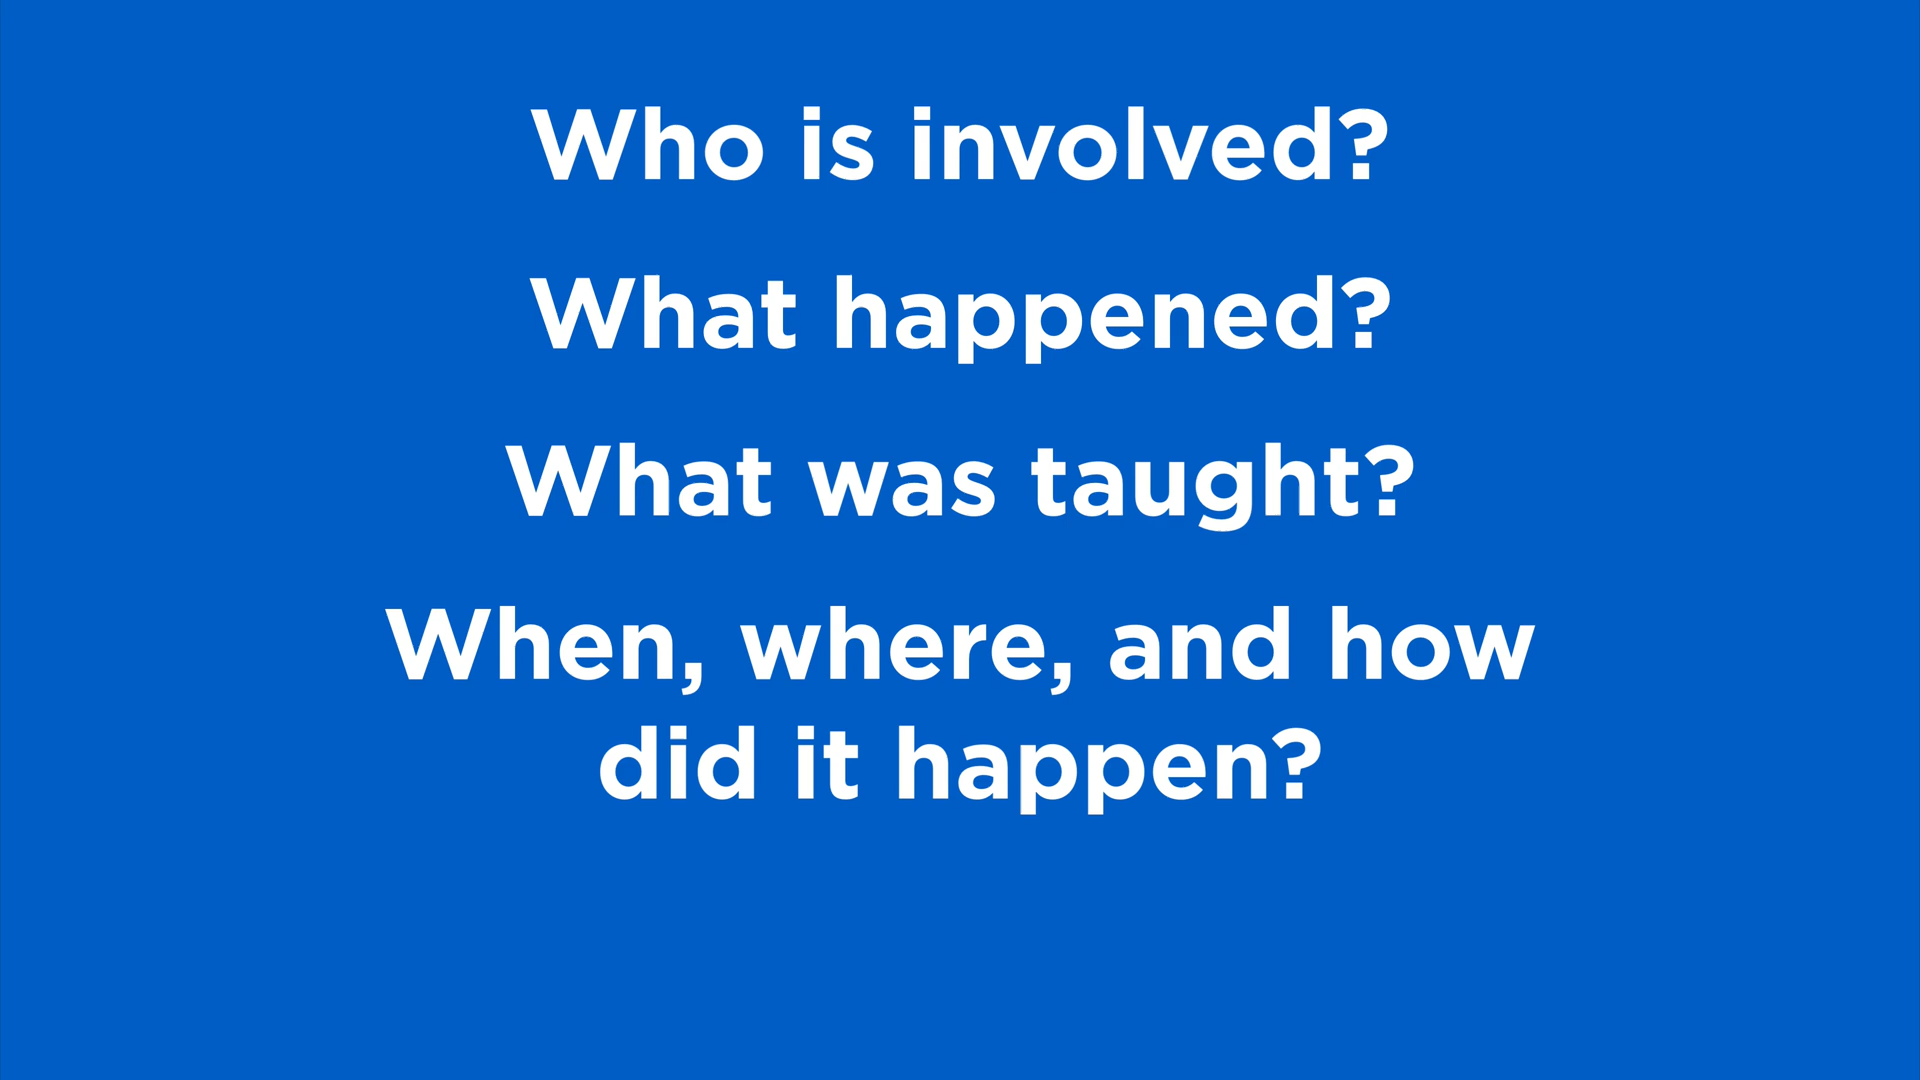 Who is involved?
What happened?
What was taught?
When, where, and how
did it happen?